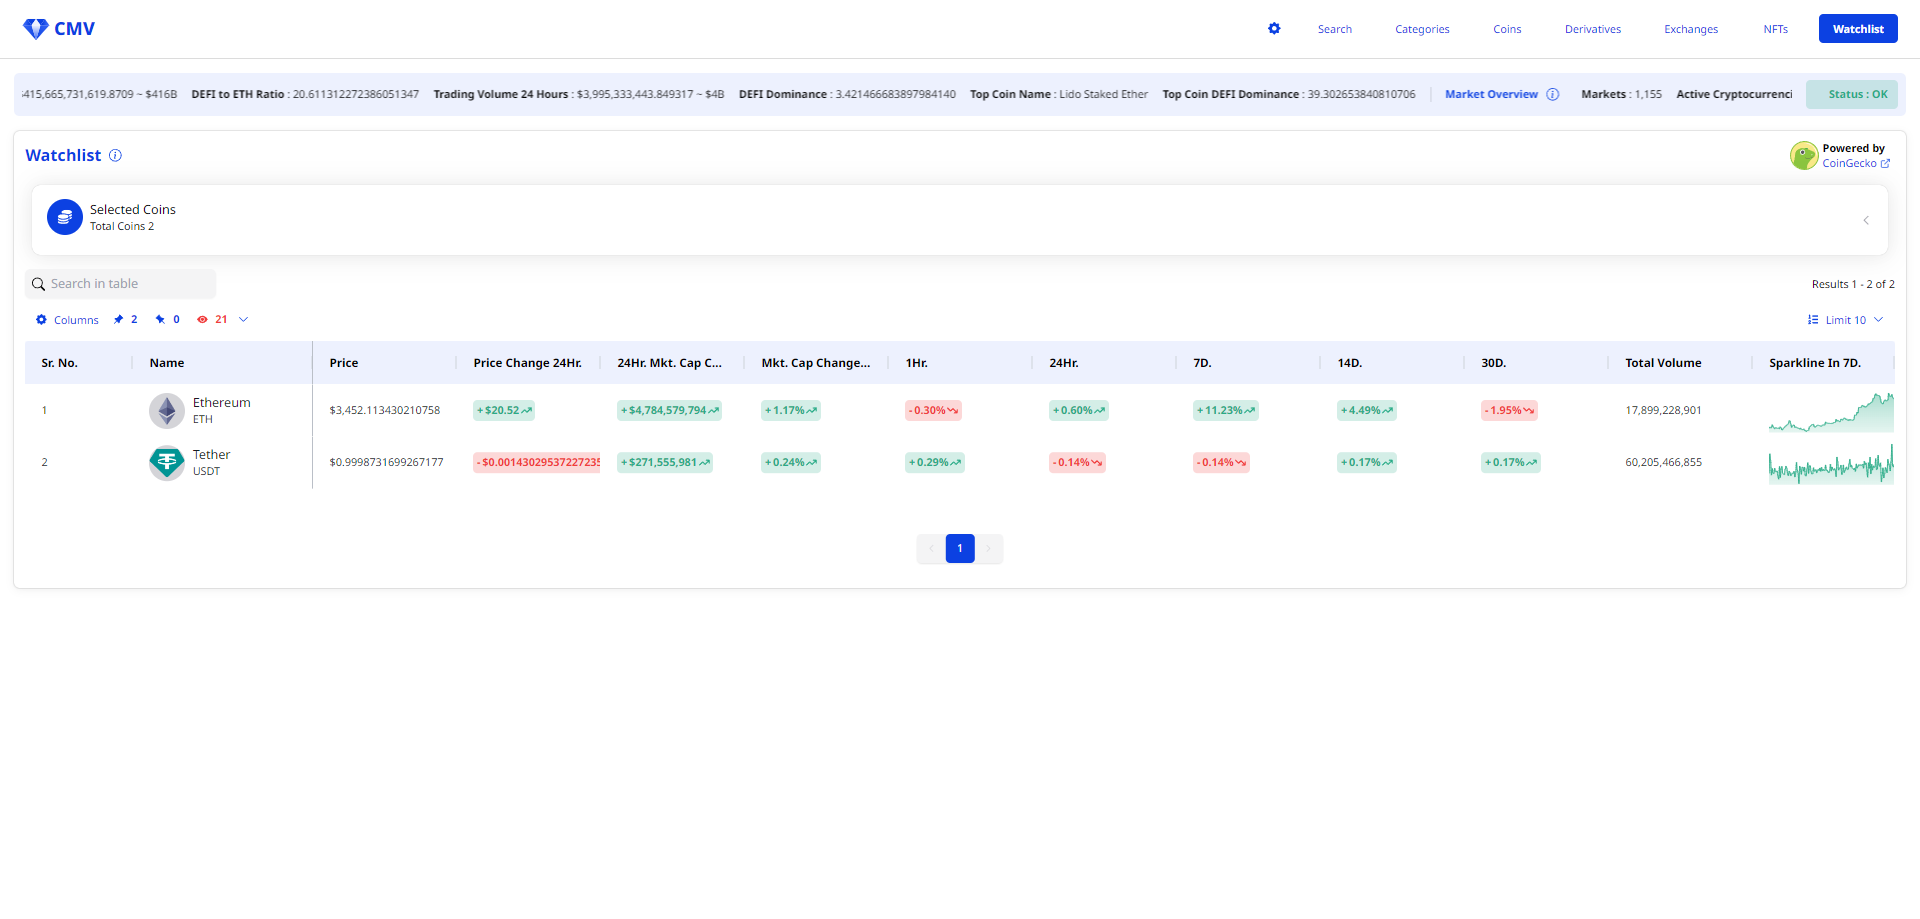 CMV
Search Categories Coins Derivatives Exchanges NFTs Watchlist
415,665,731,619.8709 ~ $416B DEFI to ETH Ratio : 20.611312272386051347 Trading Volume 24 Hours : $3,995,333,443.849317 ~ $4B DEFI Dominance : 3.421466683897984140 Top Coin Name : Lido Staked Ether Top Coin DEFI Dominance : 39.302653840810706 Market Overview Markets : 1,155 Active Cryptocurrenci Status : OK
Watchlist
Powered by
CoinGecko
Selected Coins
Total Coins 2
Search in table
Results 1 - 2 of 2
Columns 2 0 21 Limit 10
Sr. No. Name Price Price Change 24Hr. 24Hr. Mkt. Cap C... Mkt. Cap Change... 1Hr. 24Hr. 7D. 14D. 30D. Total Volume Sparkline In 7D.
1 Ethereum ETH $3,452.113430210758 + $20.52 + $4,784,579,794 + 1.17% - 0.30% + 0.60% + 11.23% + 4.49% - 1.95% 17,899,228,901
2 Tether USDT $0.9998731699267177 - $0.00143029537227235 + $271,555,981 + 0.24% + 0.29% - 0.14% - 0.14% + 0.17% + 0.17% 60,205,466,855
1